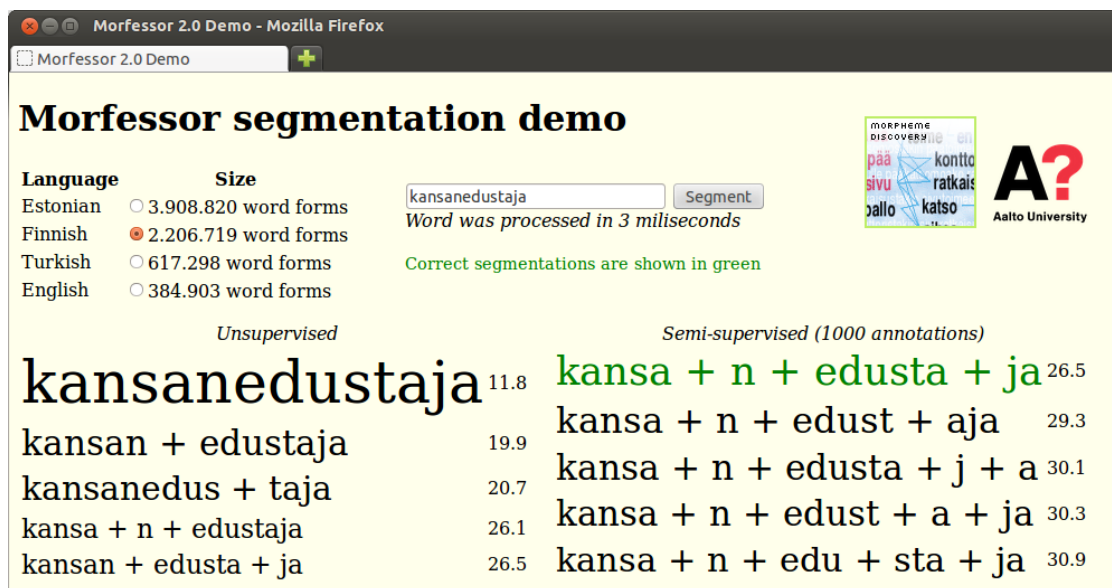 Morfessor 2.0 Demo - Mozilla Firefox
Morfessor 2.0 Demo
Morfessor segmentation demo
Language Size
Estonian 3.908.820 word forms
Finnish 2.206.719 word forms
Turkish 617.298 word forms
English 384.903 word forms
kansanedustaja Segment
Word was processed in 3 miliseconds
Correct segmentations are shown in green
MORPHEME
DISCOVERY
pää kontto
sivu ratkais
pallo katso
A?
Aalto University
Unsupervised
kansanedustaja 11.8
kansan + edustaja 19.9
kansanedus + taja 20.7
kansa + n + edustaja 26.1
kansan + edusta + ja 26.5
Semi-supervised (1000 annotations)
kansa + n + edusta + ja 26.5
kansa + n + edust + aja 29.3
kansa + n + edusta + j + a 30.1
kansa + n + edust + a + ja 30.3
kansa + n + edu + sta + ja 30.9